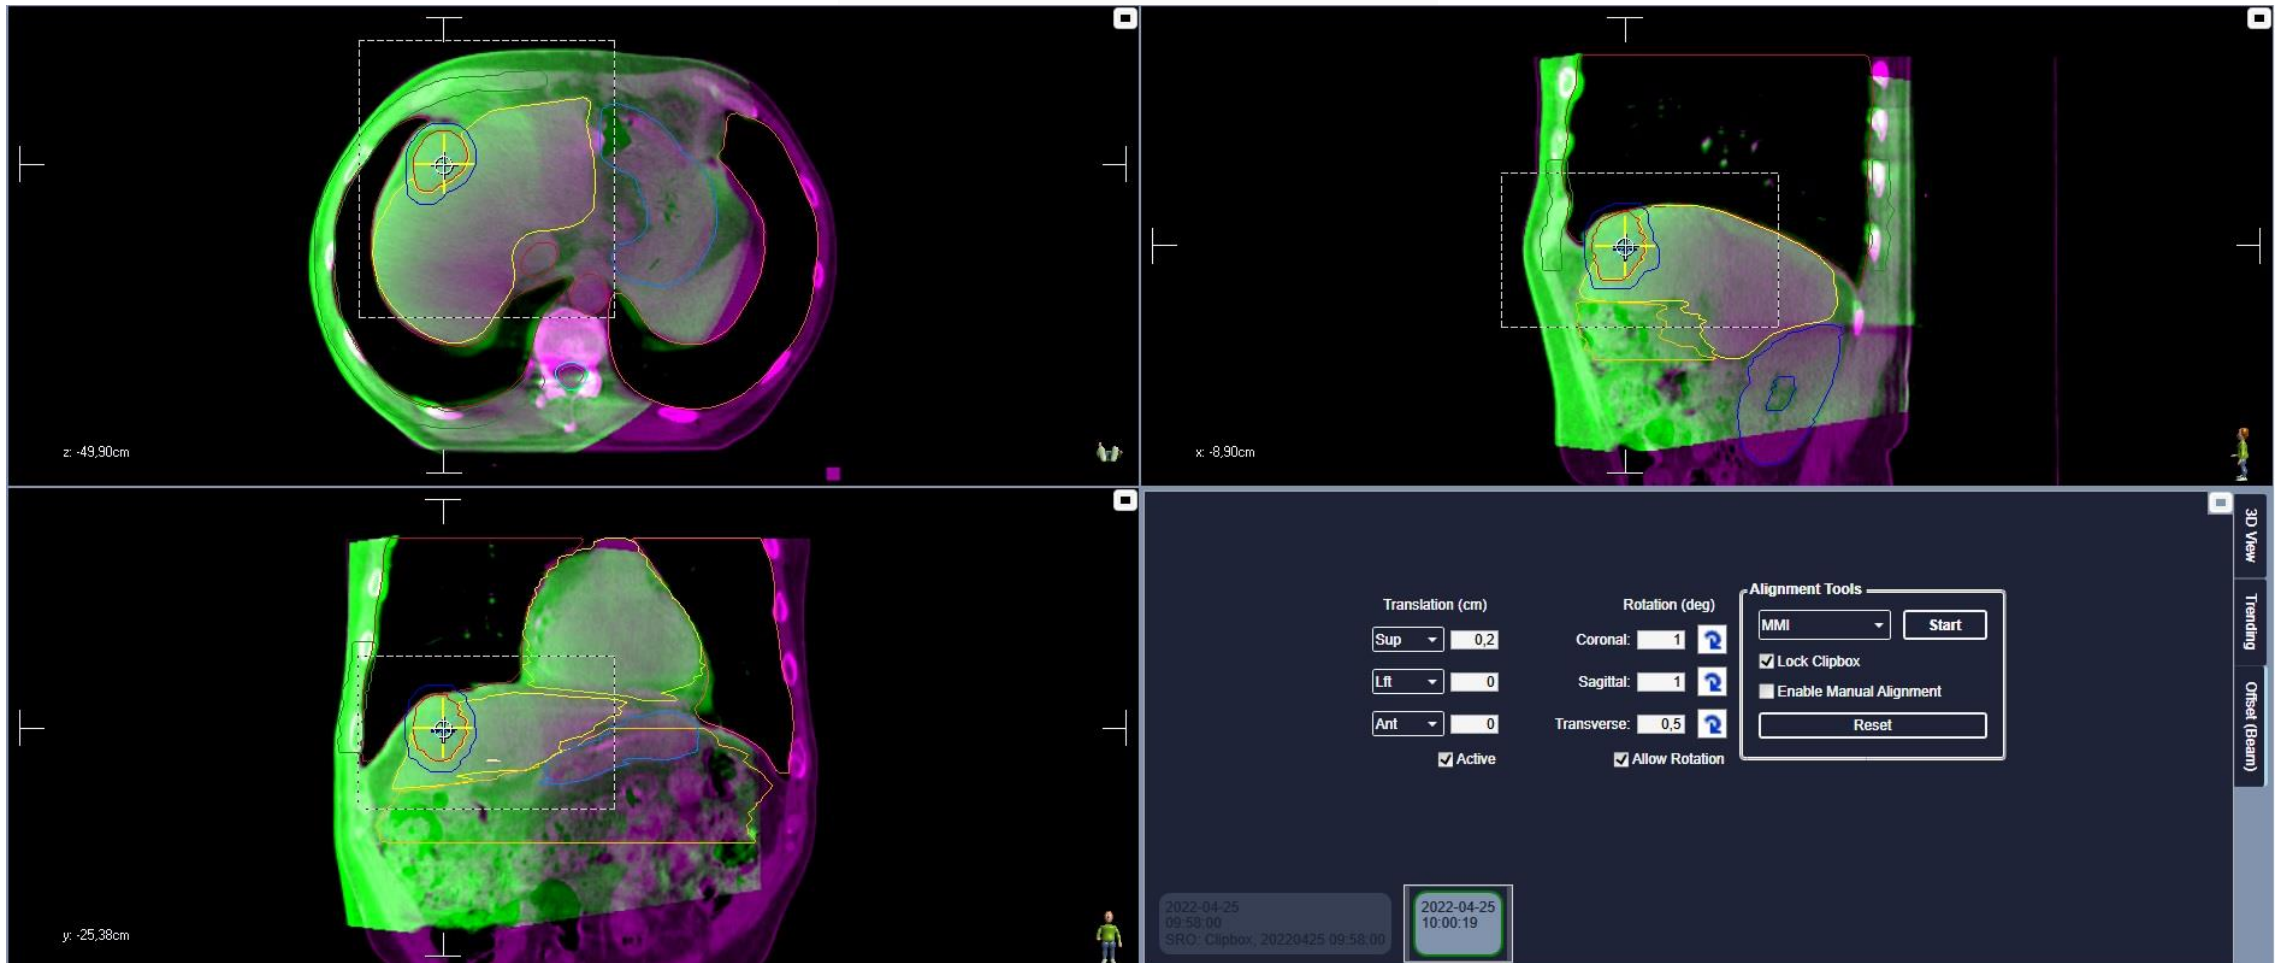 z: -49,90cm
x: -8,90cm
y: -25,38cm
Translation (cm)
Sup 0,2
Lft 0
Ant 0
Active
Rotation (deg)
Coronal: 1
Sagittal: 1
Transverse: 0,5
Allow Rotation
Alignment Tools
MMI Start
Lock Clipbox
Enable Manual Alignment
Reset
3D View
Trending
Offset (Beam)
2022-04-25
09:58:00
SRO: Clipbox, 20220425 09:58:00
2022-04-25
10:00:19